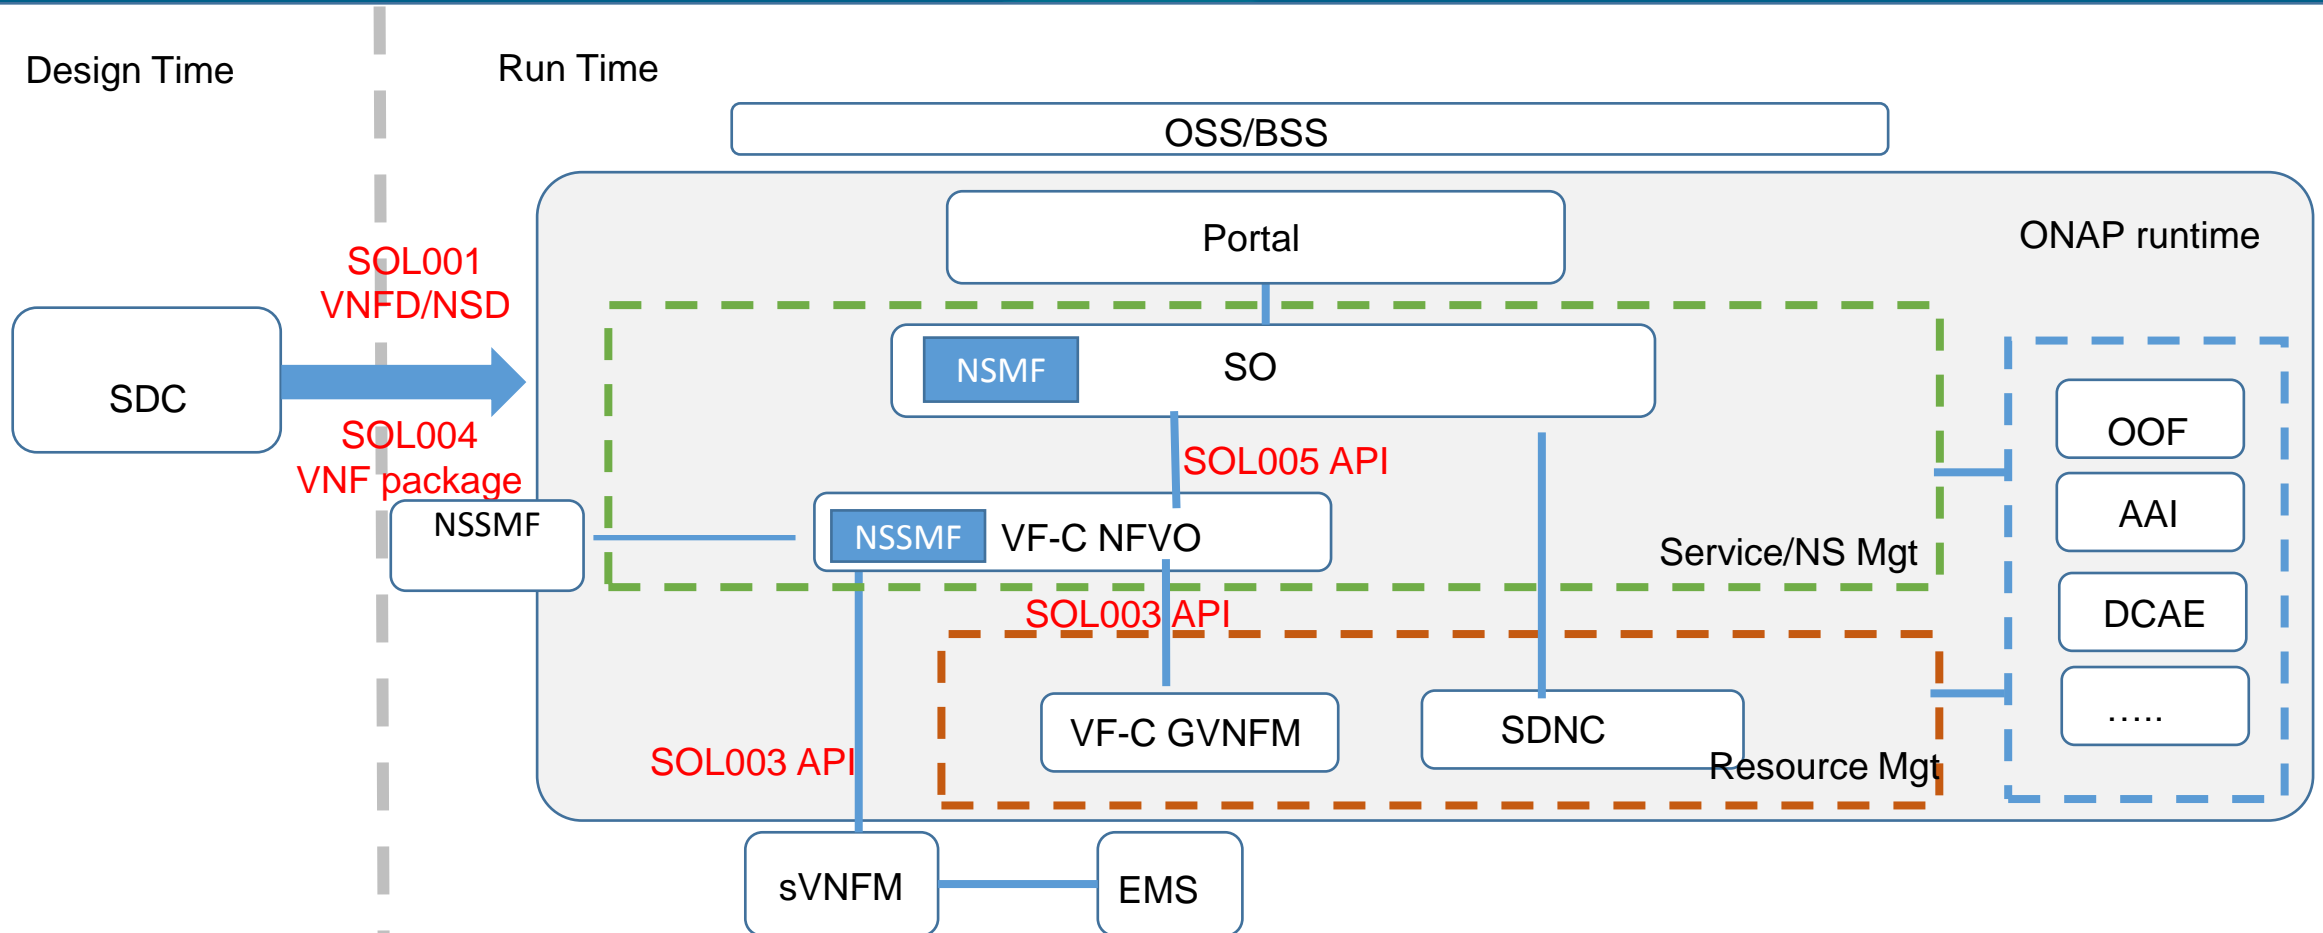 Design Time
Run Time
OSS/BSS
Portal
ONAP runtime
SOL001
VNFD/NSD
SDC
SOL004
VNF package
NSMF
SO
SOL005 API
NSSMF
NSSMF
VF-C NFVO
Service/NS Mgt
SOL003 API
OOF
AAI
DCAE
.....
VF-C GVNFM
SDNC
Resource Mgt
SOL003 API
sVNFM
EMS